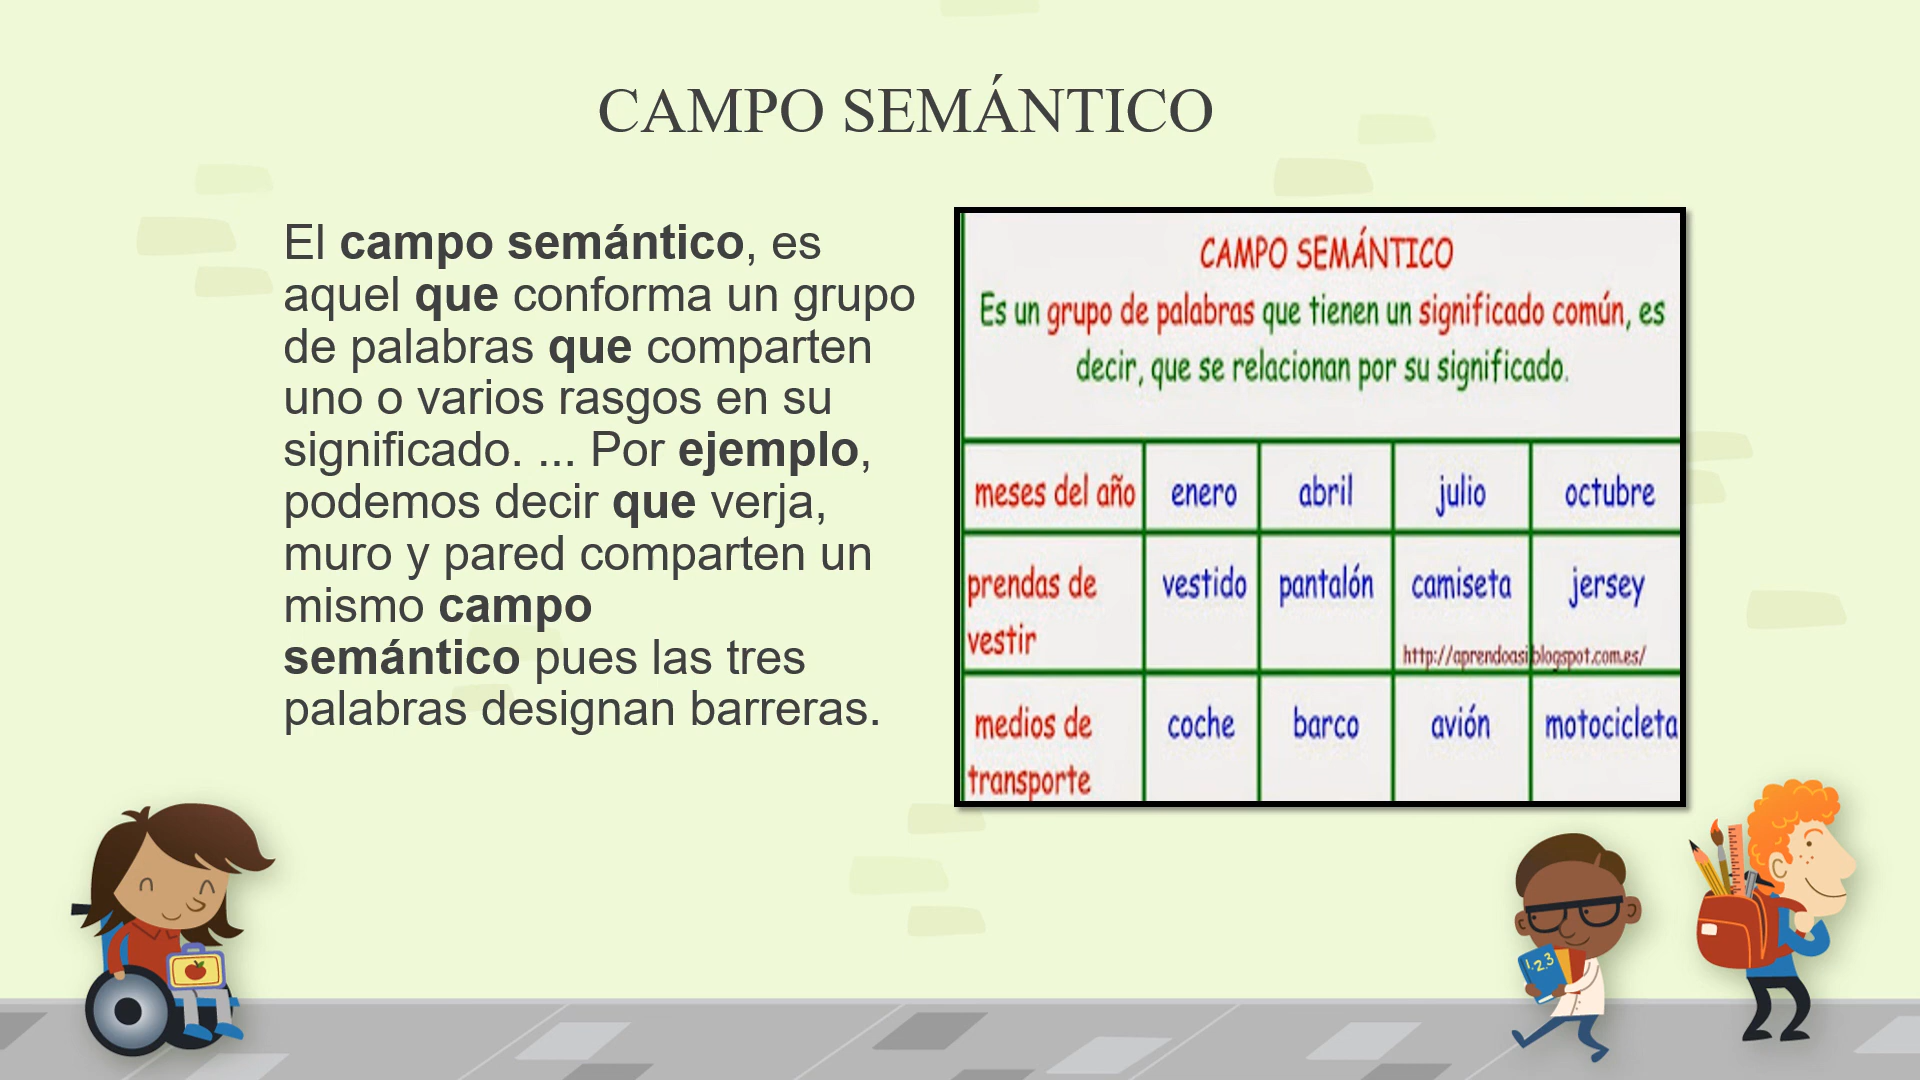 CAMPO SEMÁNTICO
El campo semántico, es
aquel que conforma un grupo
de palabras que comparten
uno o varios rasgos en su
significado. ... Por ejemplo,
podemos decir que verja,
muro y pared comparten un
mismo campo
semántico pues las tres
palabras designan barreras.
CAMPO SEMÁNTICO
Es un grupo de palabras que tienen un significado común, es
decir, que se relacionan por su significado.
meses del año enero abril julio octubre
prendas de vestido pantalón camiseta jersey
vestir
http://aprendoasi.blogspot.com.es/
medios de coche barco avión motocicleta
transporte
1,2,3